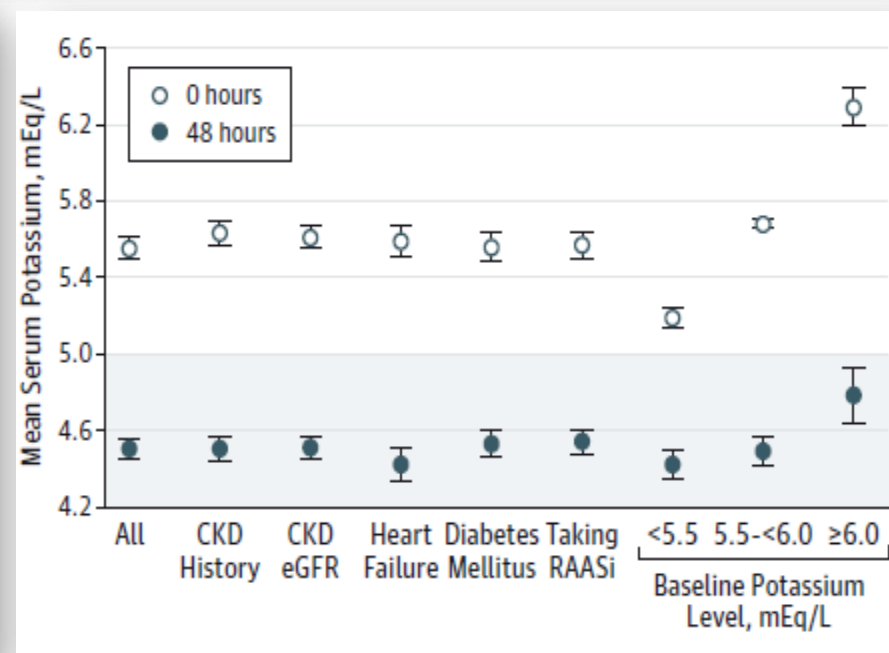 Mean Serum Potassium, mEq/L
6.6
6.2
5.8
5.4
5.0
4.6
4.2
0 hours
48 hours
All
CKD History
CKD eGFR
Heart Failure
Diabetes Mellitus
Taking RAASi
<5.5
5.5-<6.0
≥6.0
Baseline Potassium
Level, mEq/L